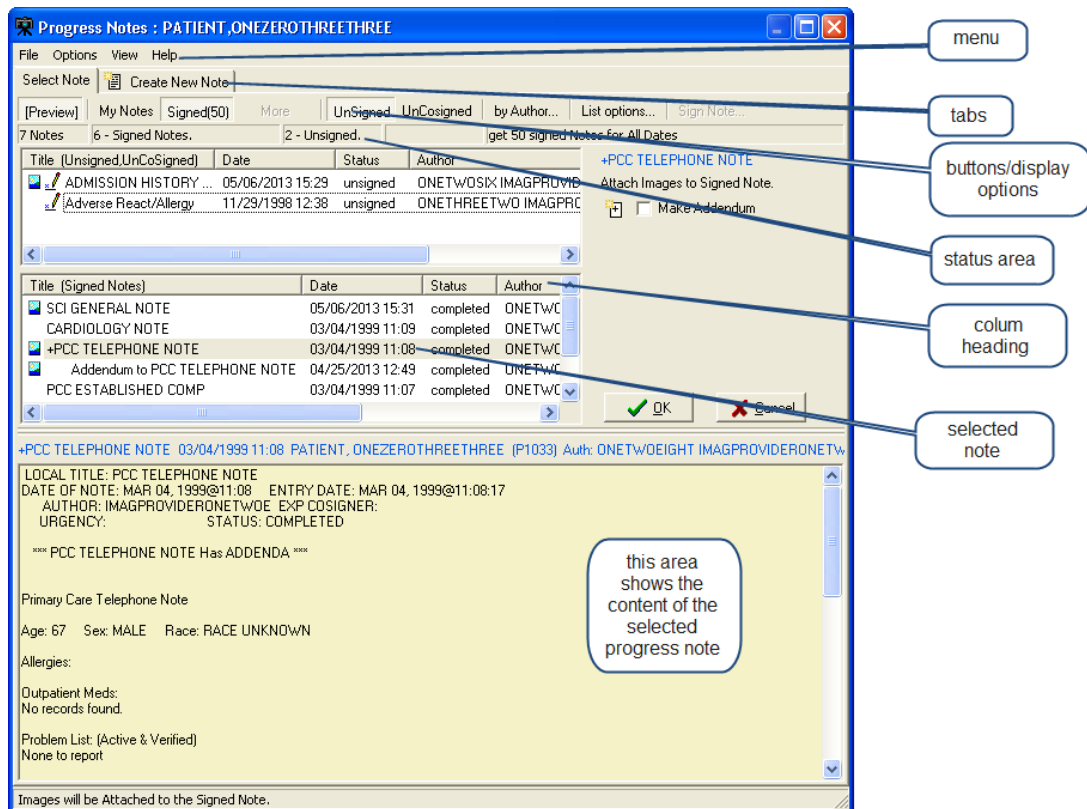 Progress Notes : PATIENT,ONEZEROTHREETHREE
File Options View Help
menu
Select Note Create New Note
tabs
[Preview] My Notes Signed(50) More UnSigned UnCosigned by Author... List options... Sign Note...
buttons/display
options
7 Notes 6 - Signed Notes. 2 - Unsigned. get 50 signed Notes for All Dates
status area
Title (Unsigned,UnCoSigned) Date Status Author
ADMISSION HISTORY ... 05/06/2013 15:29 unsigned ONETWOSIX IMAGPROVID
Adverse React/Allergy 11/29/1998 12:38 unsigned ONETHREETWO IMAGPRO
+PCC TELEPHONE NOTE
Attach Images to Signed Note.
Make Addendum
colum
heading
Title (Signed Notes) Date Status Author
SCI GENERAL NOTE 05/06/2013 15:31 completed ONETWO
CARDIOLOGY NOTE 03/04/1999 11:09 completed ONETWO
+PCC TELEPHONE NOTE 03/04/1999 11:08 completed ONETWO
Addendum to PCC TELEPHONE NOTE 04/25/2013 12:49 completed ONETWO
PCC ESTABLISHED COMP 03/04/1999 11:07 completed ONETWO
OK Cancel
selected
note
+PCC TELEPHONE NOTE 03/04/1999 11:08 PATIENT, ONEZEROTHREETHREE (P1033) Auth: ONETWOEIGHT IMAGPROVIDERONETW
LOCAL TITLE: PCC TELEPHONE NOTE
DATE OF NOTE: MAR 04, 1999@11:08 ENTRY DATE: MAR 04, 1999@11:08:17
AUTHOR: IMAGPROVIDERONETWOE EXP COSIGNER:
URGENCY: STATUS: COMPLETED
*** PCC TELEPHONE NOTE Has ADDENDA ***
this area
shows the
content of the
selected
progress note
Primary Care Telephone Note
Age: 67 Sex: MALE Race: RACE UNKNOWN
Allergies:
Outpatient Meds:
No records found.
Problem List: (Active & Verified)
None to report
Images will be Attached to the Signed Note.